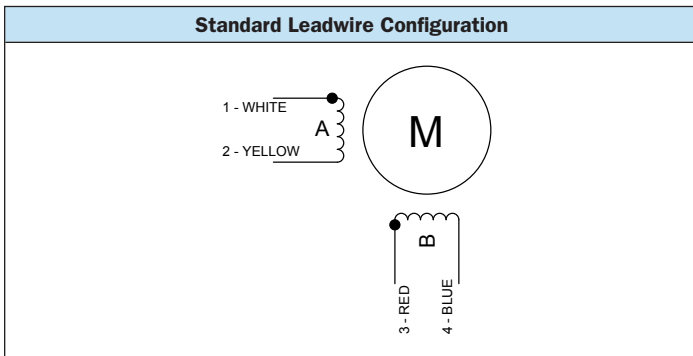 Standard Leadwire Configuration
1 - WHITE
A
2 - YELLOW
M
B
3 - RED
4 - BLUE